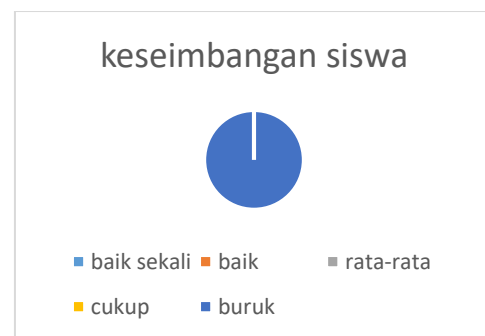 keseimbangan siswa
baik sekali baik rata-rata
cukup buruk